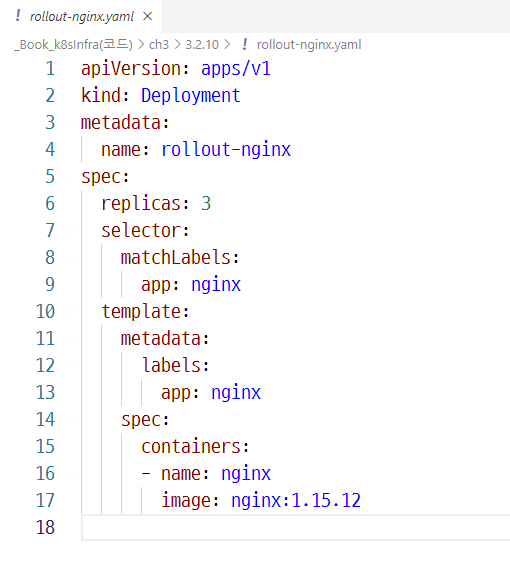 ! rollout-nginx.yaml ×
_Book_k8sInfra(코드) > ch3 > 3.2.10 > ! rollout-nginx.yaml
1 apiVersion: apps/v1
2 kind: Deployment
3 metadata:
4   name: rollout-nginx
5 spec:
6   replicas: 3
7   selector:
8     matchLabels:
9       app: nginx
10   template:
11     metadata:
12       labels:
13         app: nginx
14     spec:
15       containers:
16       - name: nginx
17         image: nginx:1.15.12
18